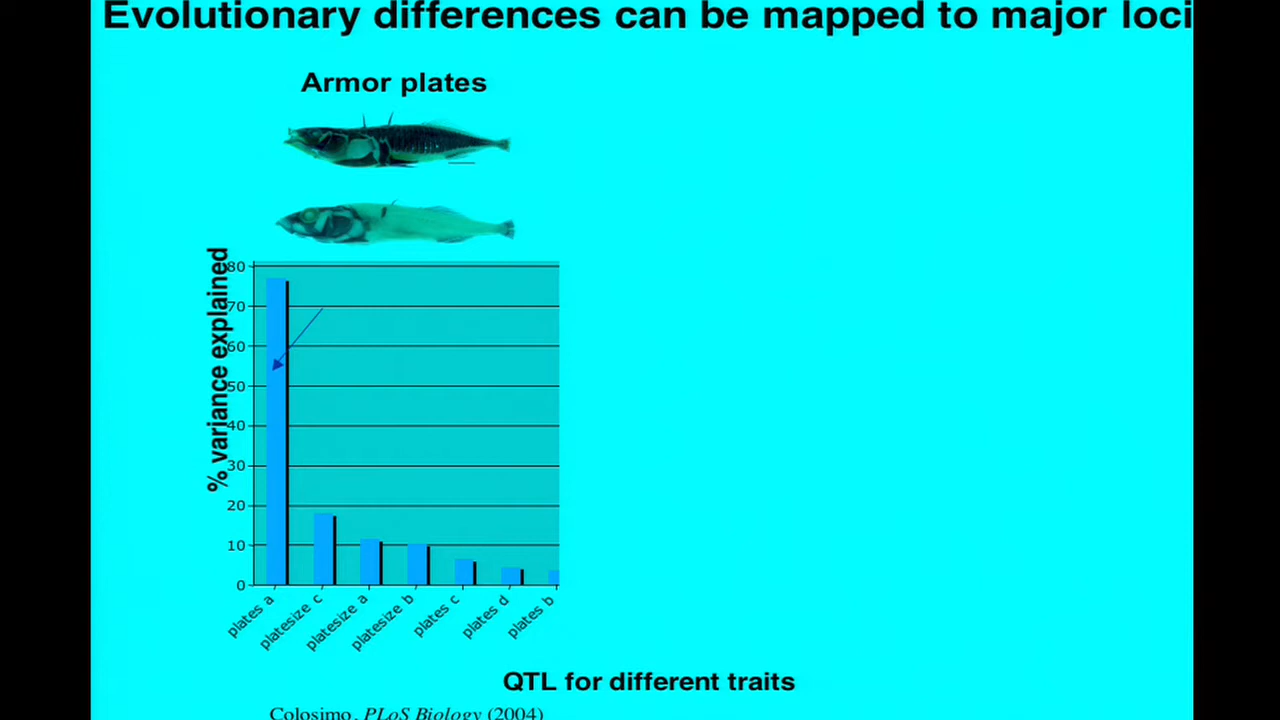 Evolutionary differences can be mapped to major loci
Armor plates
% variance explained
80
70
60
50
40
30
20
10
0
plates a
platesize c
platesize a
platesize b
plates c
plates d
plates b
QTL for different traits
Colosimo, PLoS Biology (2004)